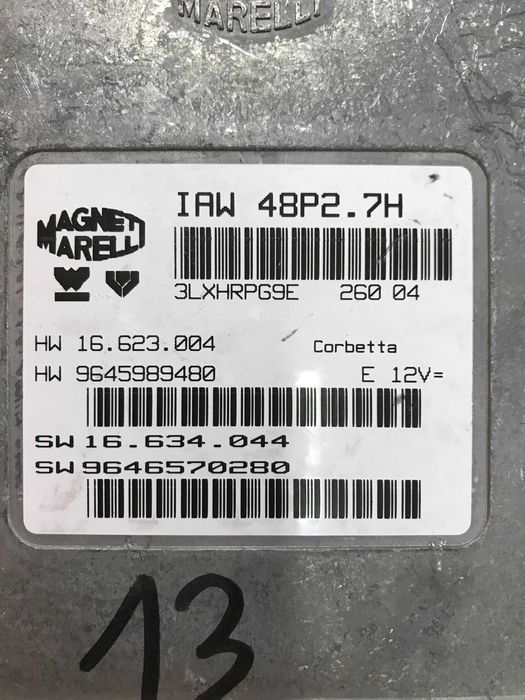 MARELLI
MAGNETI
MARELLI
IAW 48P2.7H
3LXHRPG9E 260 04
HW 16.623.004 Corbetta
HW 9645989480 E 12V=
SW 16.634.044
SW 9646570280
13